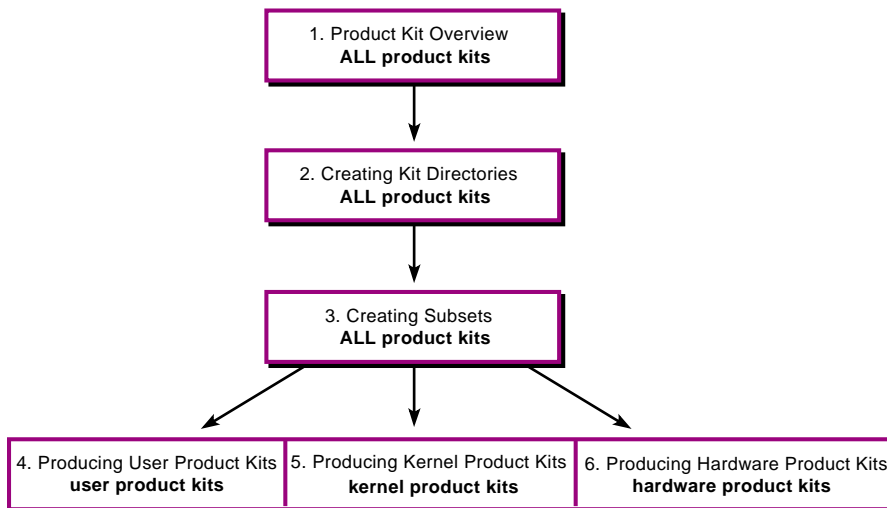 1. Product Kit Overview
ALL product kits
2. Creating Kit Directories
ALL product kits
3. Creating Subsets
ALL product kits
4. Producing User Product Kits
user product kits
5. Producing Kernel Product Kits
kernel product kits
6. Producing Hardware Product Kits
hardware product kits